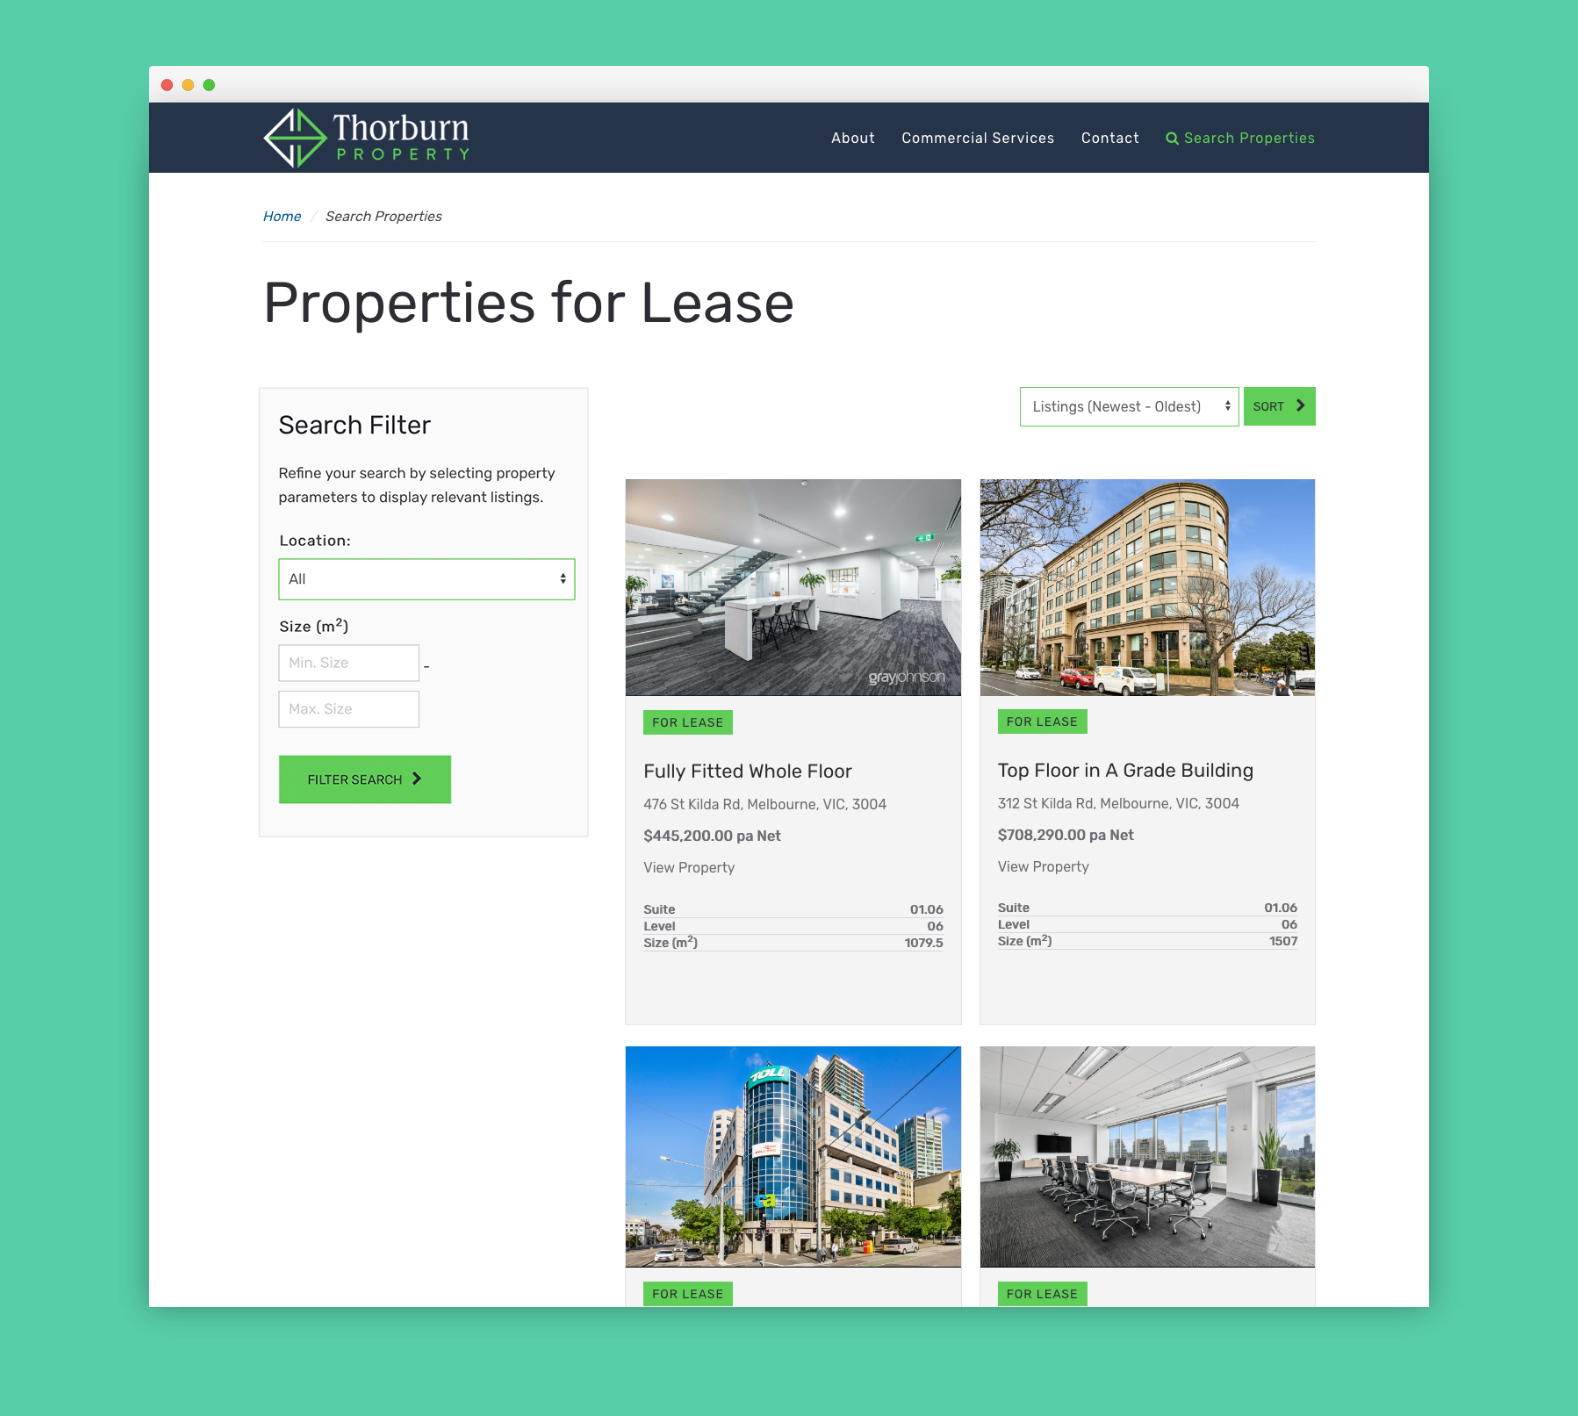 Thorburn
PROPERTY
About
Commercial Services
Contact
Search Properties
Home / Search Properties
Properties for Lease
Search Filter
Refine your search by selecting property
parameters to display relevant listings.
Location:
All
Size (m²)
Min. Size
-
Max. Size
FILTER SEARCH
Listings (Newest - Oldest)
SORT
grayjohnson
FOR LEASE
Fully Fitted Whole Floor
476 St Kilda Rd, Melbourne, VIC, 3004
$445,200.00 pa Net
View Property
Suite 01.06
Level 06
Size (m²) 1079.5
FOR LEASE
Top Floor in A Grade Building
312 St Kilda Rd, Melbourne, VIC, 3004
$708,290.00 pa Net
View Property
Suite 01.06
Level 06
Size (m²) 1507
TOLL
FOR LEASE
FOR LEASE